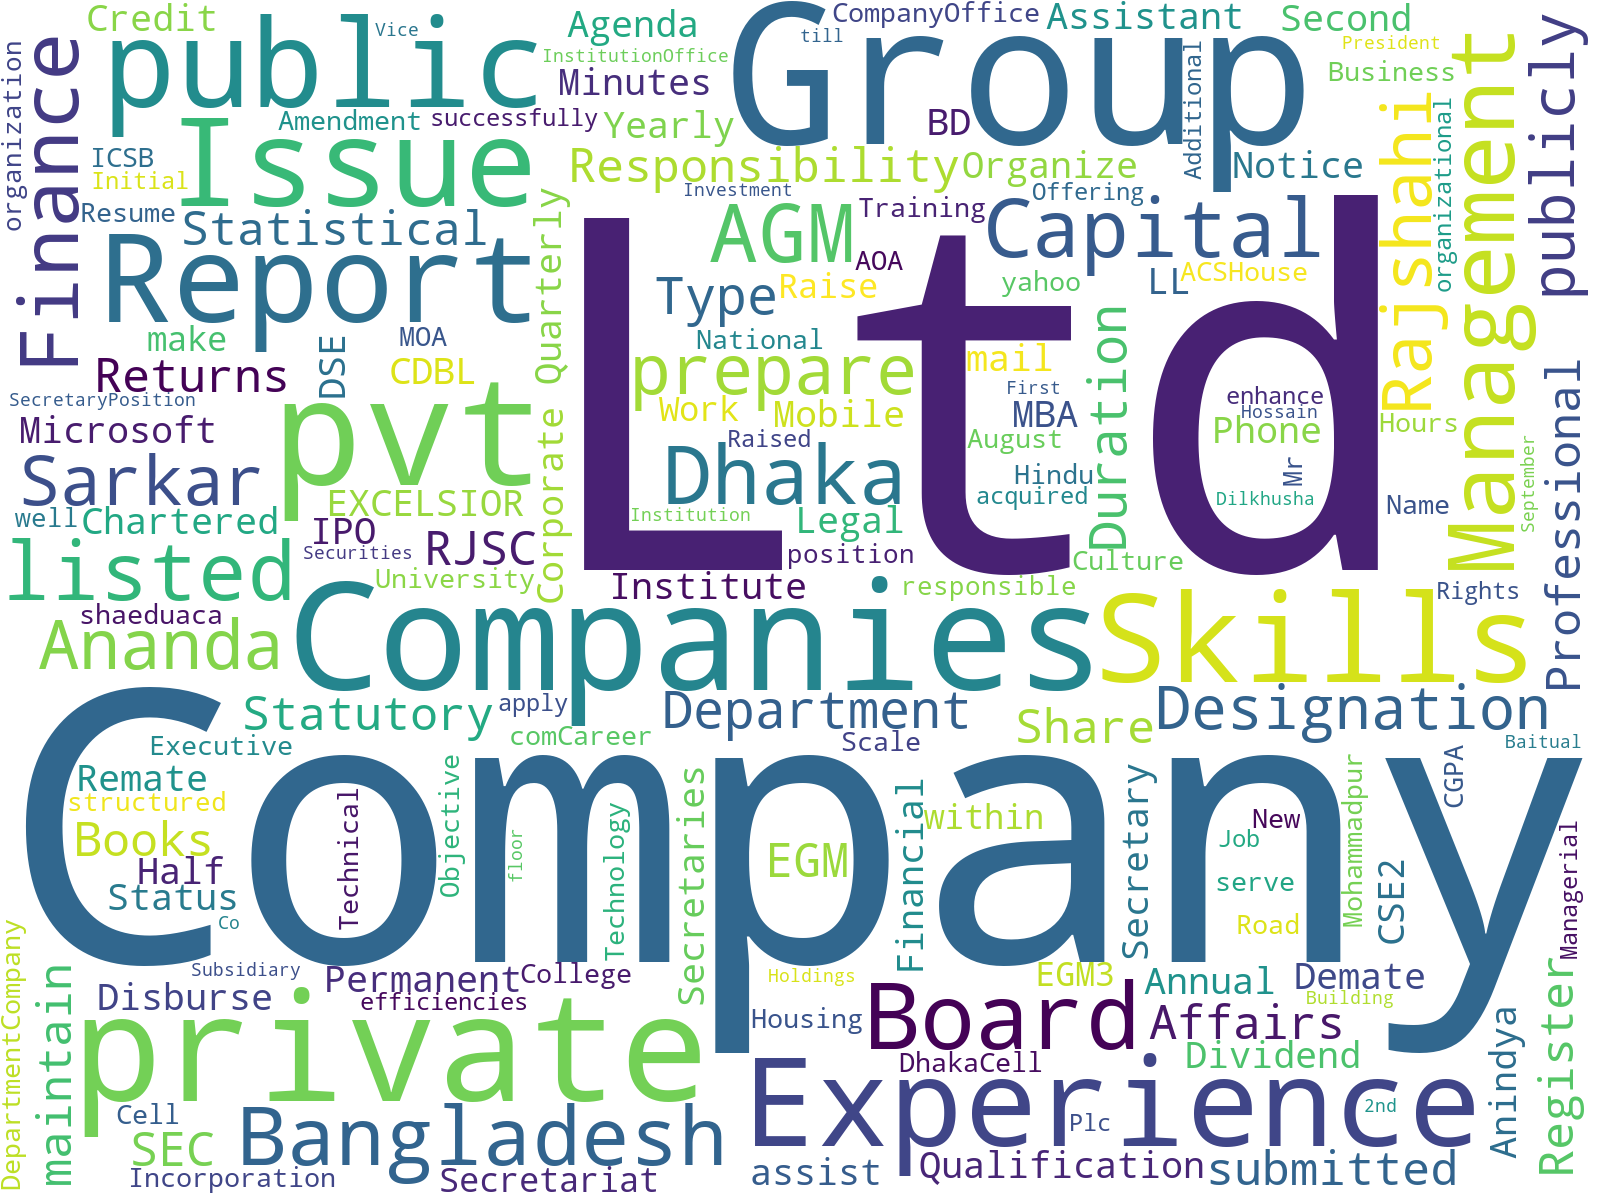 Credit
public
Vice
Agenda
InstitutionOffice
Minutes
Group
CompanyOffice
till
Assistant
Second
President
Business
organization
Finance
Issue
Amendment
successfully
Yearly
BD
Additional
Rajshahi
organizational
Management
publicly
ICSB
Initial
Resume
Statistical
Responsibility
Organize
Notice
Investment
Offering
Report
Quarterly
AGM
Training
AOA
Capital
yahoo
LL
ACSHouse
Type
Raise
make
MOA
DSE
CDBL
Returns
SecretaryPosition
Microsoft
National
prepare
mail
Duration
First
MBA
enhance
Hossain
Phone
Hours
Professional
pvt
Work
Mobile
Raised
August
Ltd
Sarkar
EXCELSIOR
Corporate
Dhaka
Hindu
acquired
Mr
Dilkhusha
Name
September
well
Chartered
IPO
Securities
RJSC
Institution
Legal
position
Culture
listed
University
Institute
responsible
Rights
shaeduaca
Ananda
Companies
Skills
Statutory
apply
Department
Share
Designation
Executive
comCareer
Scale
Baitual
Remate
structured
Books
Half
Status
Co
Technical
Objective
floor
Technology
Secretaries
EGM
Financial
within
Secretary
New
Job
serve
Road
Mohammadpur
CSE2
CGPA
Managerial
Company
DepartmentCompany
maintain
Subsidiary
Disburse
Permanent
College
efficiencies
Holdings
EGM3
Annual
Demate
Building
private
Housing
Board
Affairs
DhakaCell
Dividend
Anindya
Register
Cell
SEC
Bangladesh
Experience
Plc
2nd
Incorporation
Secretariat
assist
Qualification
submitted